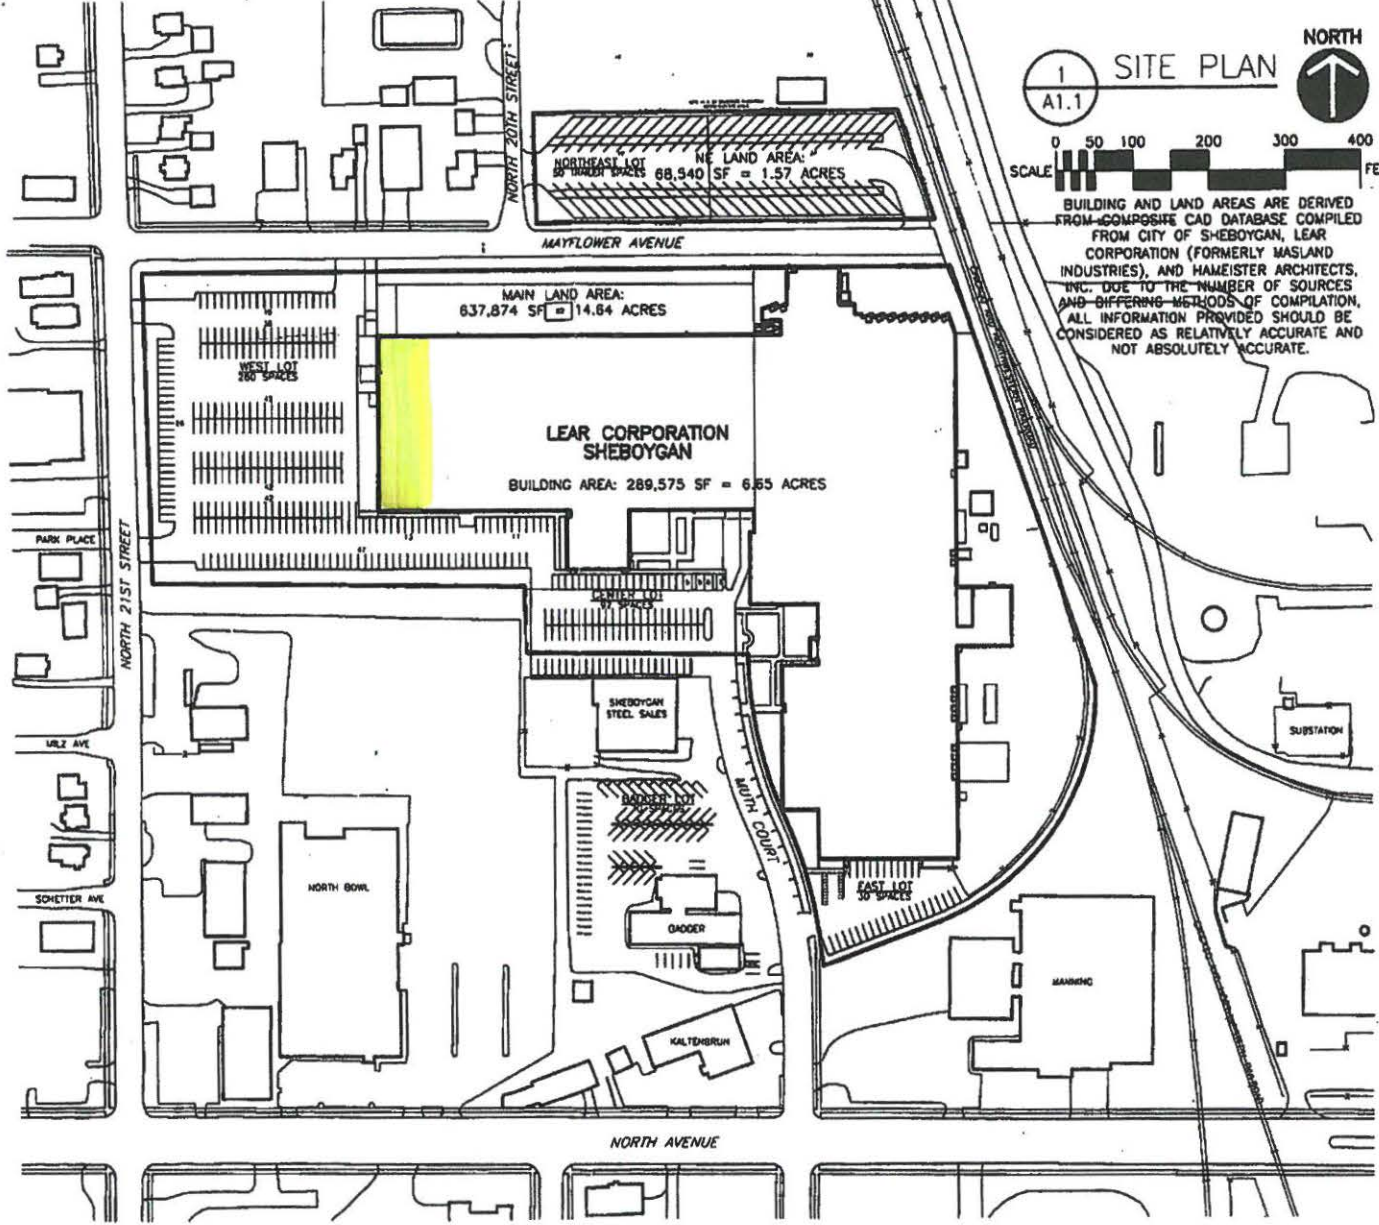 NORTH
1
A1.1
SITE PLAN
0 50 100 200 300 400
SCALE
FE
BUILDING AND LAND AREAS ARE DERIVED
FROM COMPOSITE CAD DATABASE COMPILED
FROM CITY OF SHEBOYGAN, LEAR
CORPORATION (FORMERLY MASLAND
INDUSTRIES), AND HAMEISTER ARCHITECTS,
INC. DUE TO THE NUMBER OF SOURCES
AND DIFFERING METHODS OF COMPILATION,
ALL INFORMATION PROVIDED SHOULD BE
CONSIDERED AS RELATIVELY ACCURATE AND
NOT ABSOLUTELY ACCURATE.
NORTH 20TH STREET
NORTHEAST LOT
50 TRAILER SPACES
NE LAND AREA:
68,540 SF = 1.57 ACRES
MAYFLOWER AVENUE
MAIN LAND AREA:
637,874 SF = 14.64 ACRES
WEST LOT
260 SPACES
26
LEAR CORPORATION
SHEBOYGAN
BUILDING AREA: 289,575 SF = 6.65 ACRES
42
PARK PLACE
NORTH 21ST STREET
CENTER LOT
97 SPACES
SHEBOYGAN
STEEL SALES
SUBSTATION
BADGER LOT
MUTH COURT
EAST LOT
30 SPACES
NORTH BOWL
SCHETTER AVE
BADGER
MANNING
KALTENBRUN
NORTH AVENUE